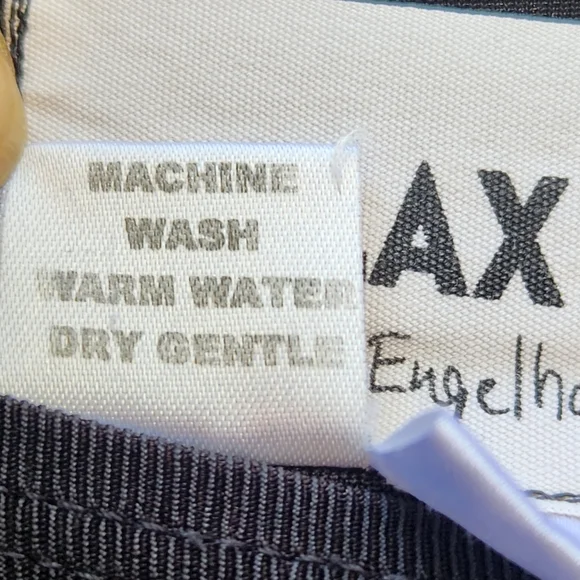 MACHINE
WASH
WARM WATER
DRY GENTLE
AX
Engelh